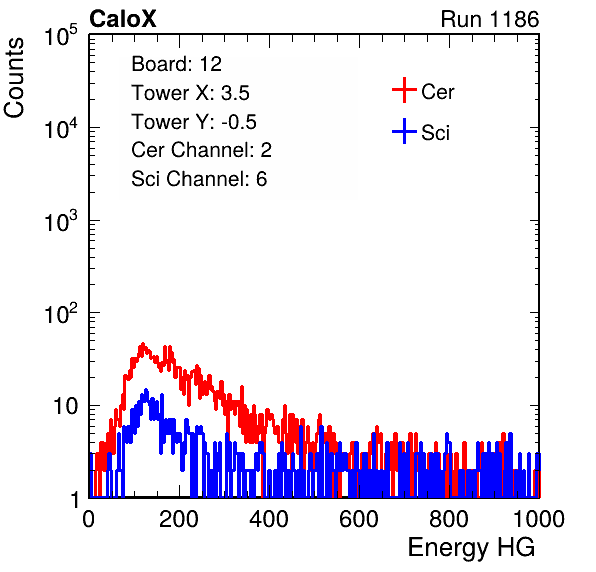 CaloX Run 1186
Board: 12
Tower X: 3.5
Tower Y: -0.5
Cer Channel: 2
Sci Channel: 6
Cer
Sci
Counts
10^5
10^4
10^3
10^2
10
1
0 200 400 600 800 1000
Energy HG